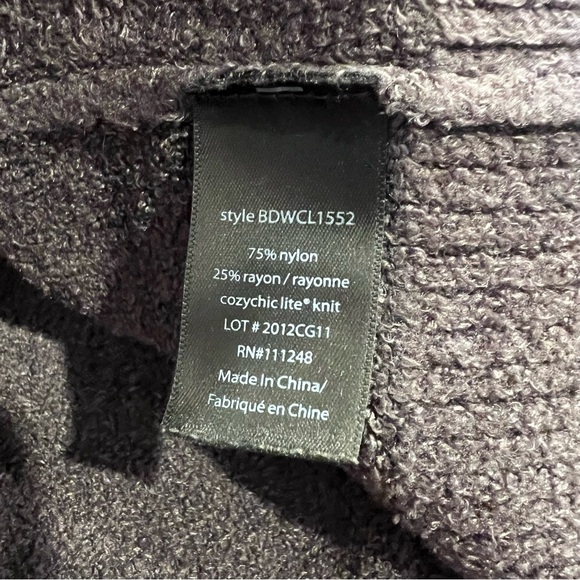 style BDWCL1552
75% nylon
25% rayon / rayonne
cozychic lite® knit
LOT # 2012CG11
RN#111248
Made In China/
Fabriqué en Chine